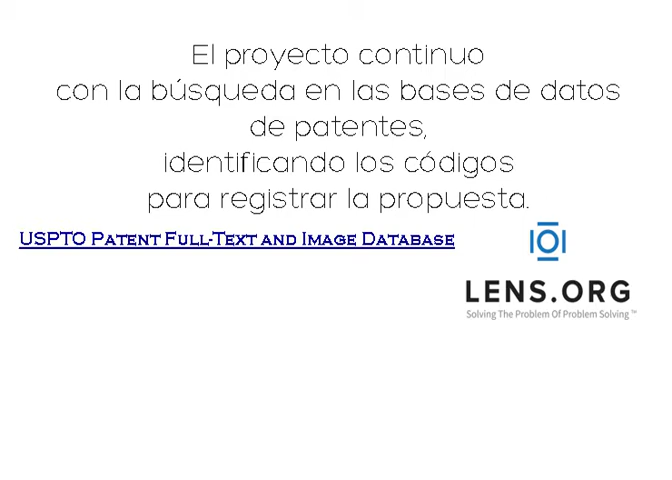 El proyecto continuo
con la búsqueda en las bases de datos
de patentes,
identificando los códigos
para registrar la propuesta.
USPTO Patent Full-Text and Image Database
LENS.ORG
Solving The Problem Of Problem Solving™